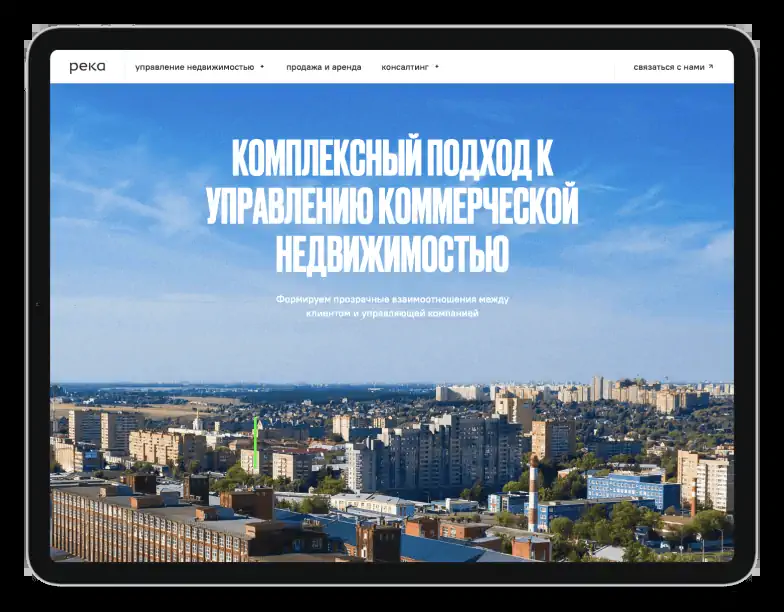 река
управление недвижимостью
продажа и аренда
консалтинг
связаться с нами
КОМПЛЕКСНЫЙ ПОДХОД К
УПРАВЛЕНИЮ КОММЕРЧЕСКОЙ
НЕДВИЖИМОСТЬЮ
Формируем прозрачные взаимоотношения между
клиентом и управляющей компанией